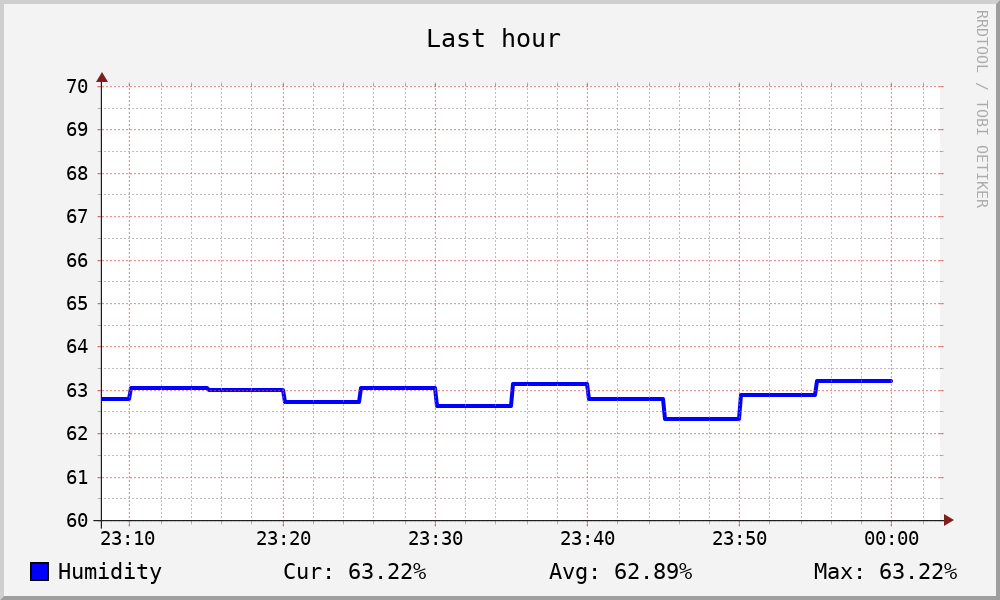 Last hour
RRDTOOL / TOBI OETIKER
70
69
68
67
66
65
64
63
62
61
60
23:10 23:20 23:30 23:40 23:50 00:00
Humidity Cur: 63.22% Avg: 62.89% Max: 63.22%